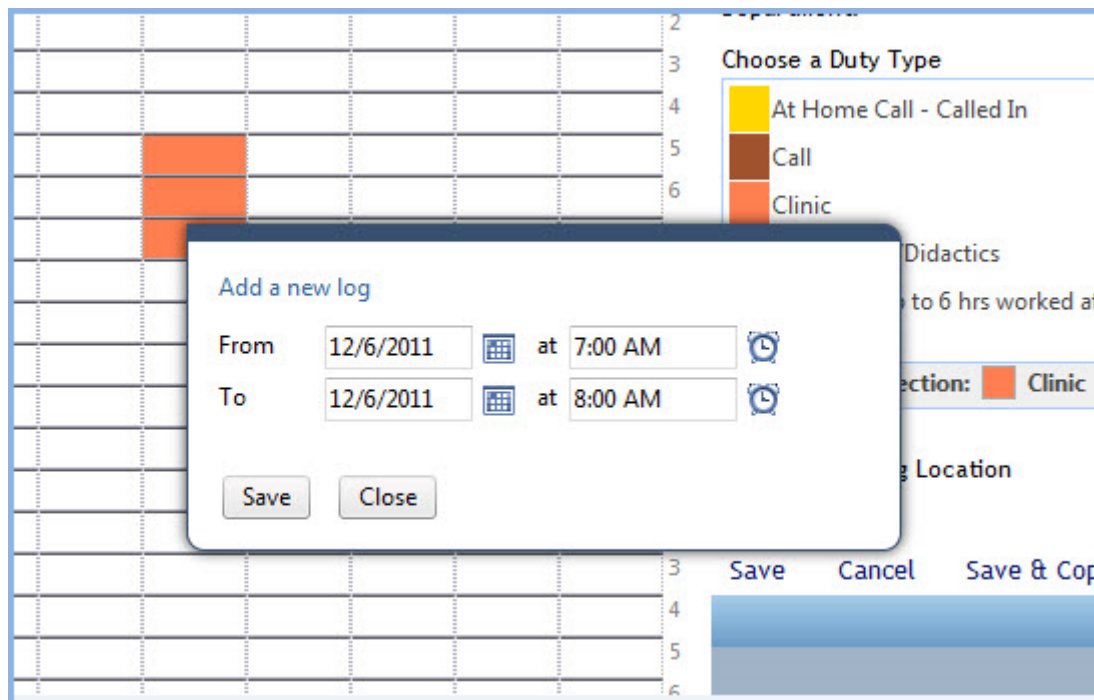 2
3
4
5
6
3
4
5
6
Choose a Duty Type
At Home Call - Called In
Call
Clinic
/Didactics
to 6 hrs worked
ection: Clinic
Location
Save Cancel Save &
Add a new log
From 12/6/2011 at 7:00 AM
To 12/6/2011 at 8:00 AM
Save Close